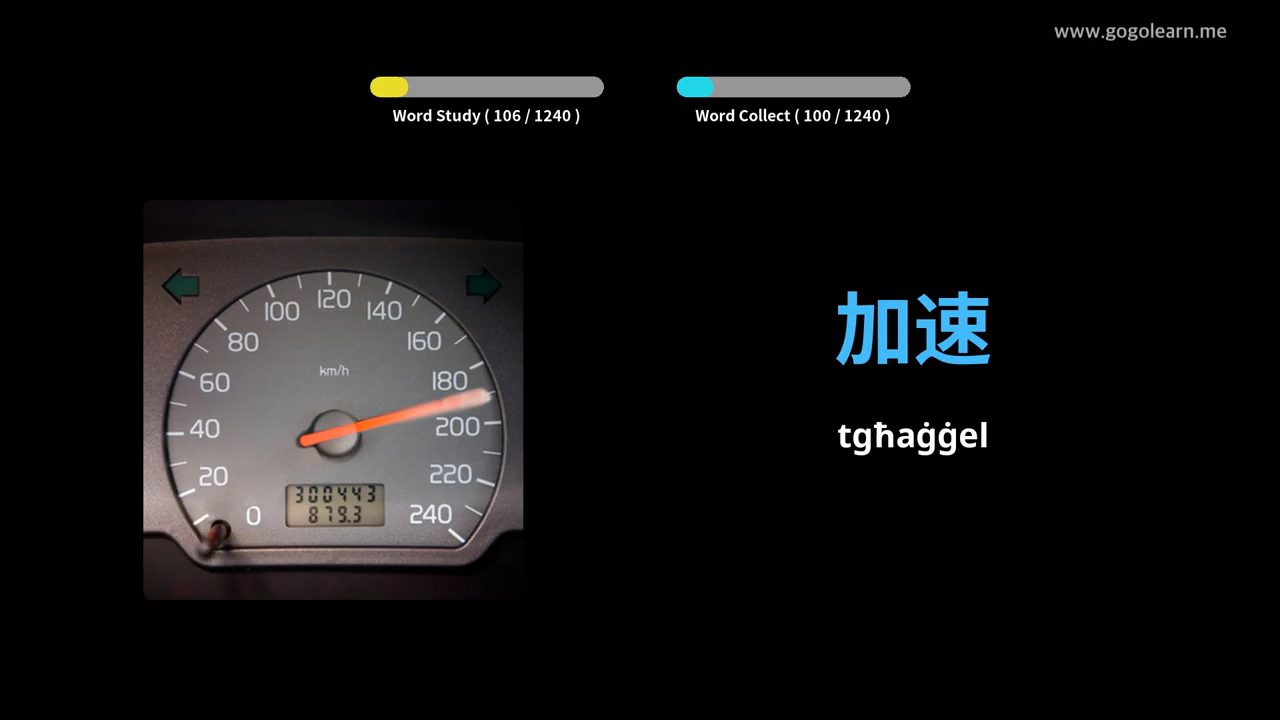 www.gogolearn.me
Word Study ( 106 / 1240 )
Word Collect ( 100 / 1240 )
120
100
140
80
160
km/h
60
180
40
200
20
220
0
240
300443
879.3
加速
tgħaġġel